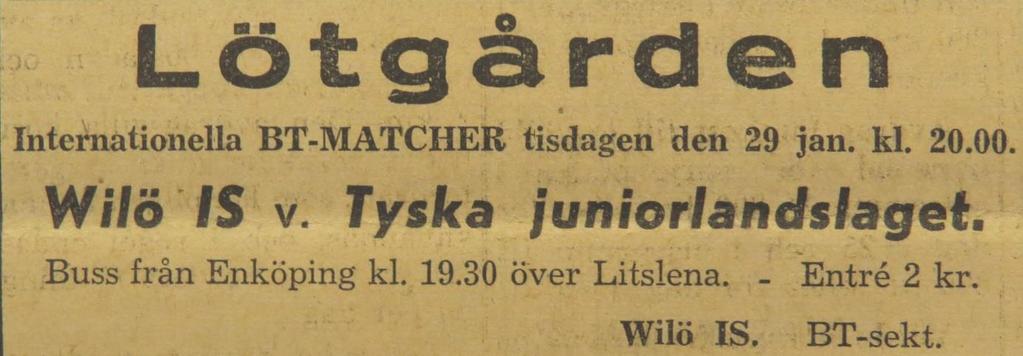 Lötgården
Internationella BT-MATCHER tisdagen den 29 jan. kl. 20.00.
Wilö IS v. Tyska juniorlandslaget.
Buss från Enköping kl. 19.30 över Litslena. - Entré 2 kr.
Wilö IS. BT-sekt.